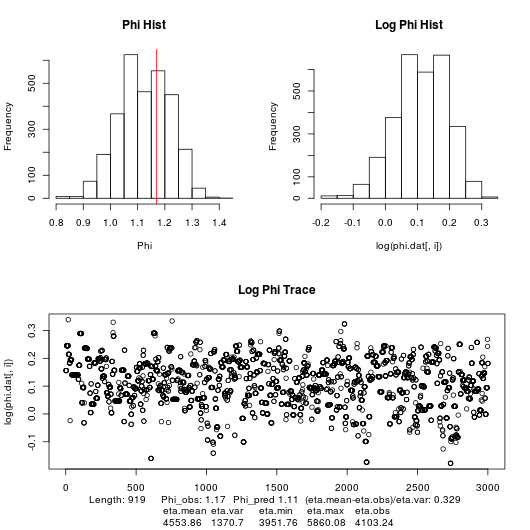 Phi Hist
Log Phi Hist
Frequency
100
300
500
0.8 0.9 1.0 1.1 1.2 1.3 1.4
Phi
Frequency
0
100
300
500
-0.2 0.0 0.1 0.2 0.3
log(phi.dat[, i])
Log Phi Trace
log(phi.dat[, i])
-0.1
0.0
0.1
0.2
0.3
0 500 1000 1500 2000 2500 3000
Length: 919 Phi_obs: 1.17 Phi_pred 1.11 (eta.mean-eta.obs)/eta.var: 0.329
eta.mean eta.var eta.min eta.max eta.obs
4553.86 1370.7 3951.76 5860.08 4103.24